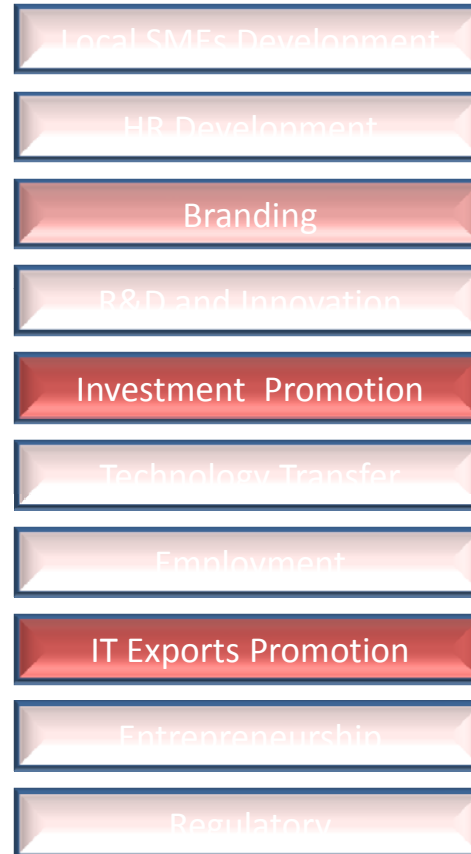 Local SMEs Development
HR Development
Branding
R&D and Innovation
Investment  Promotion
Technology Transfer
Employment
IT Exports Promotion
Entrepreneurship
Regulatory